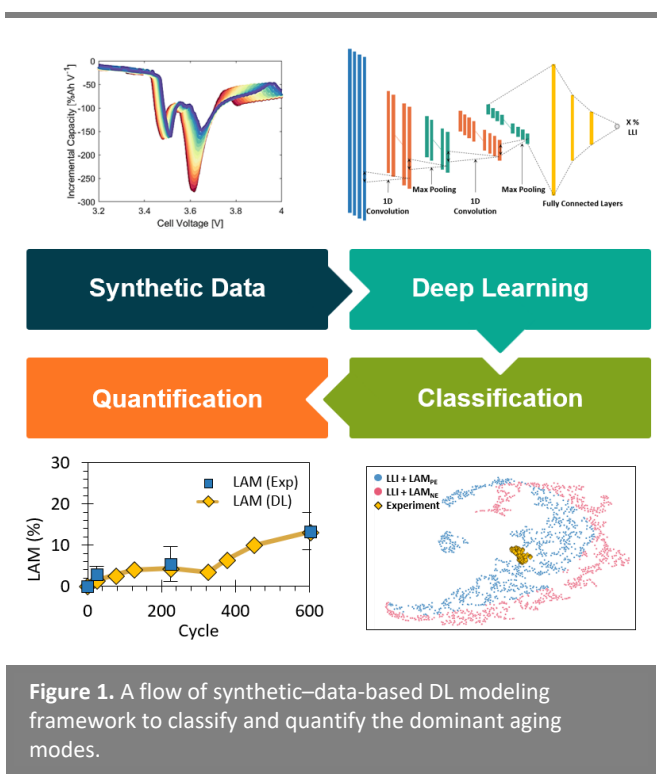 0
-50
-100
-150
-200
-250
-300
Incremental Capacity [%Ah V⁻¹]
3.2
3.4
3.6
3.8
4
Cell Voltage [V]
X %
LLI
1D
Convolution
Max Pooling
1D
Convolution
Max Pooling
Fully Connected Layers
Synthetic Data
Deep Learning
Quantification
Classification
30
20
10
0
LAM (%)
LAM (Exp)
LAM (DL)
0
200
400
600
Cycle
LLI + LAM_PE
LLI + LAM_NE
Experiment
Figure 1. A flow of synthetic–data-based DL modeling
framework to classify and quantify the dominant aging
modes.